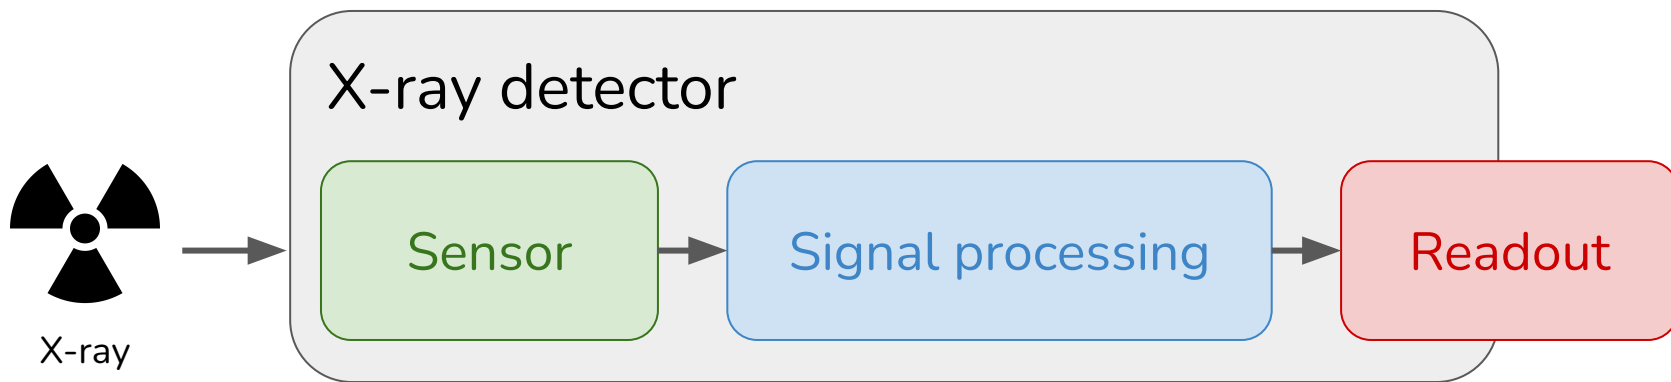 X-ray detector
Sensor
Signal processing
Readout
X-ray